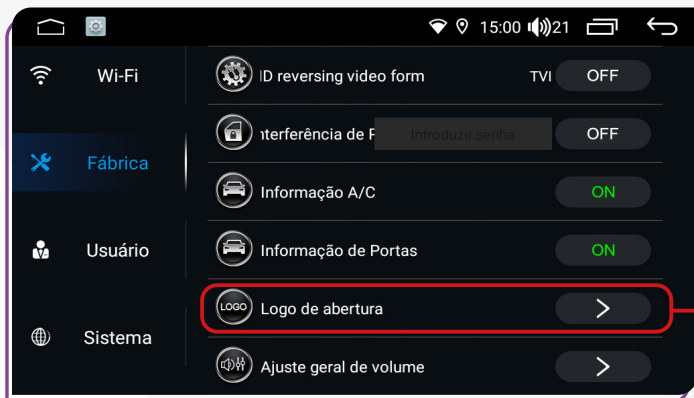 15:00 21
Wi-Fi
Fábrica
Usuário
Sistema
ID reversing video form TVI OFF
nterferência de Introduzir senha OFF
Informação A/C ON
Informação de Portas ON
LOGO Logo de abertura
Ajuste geral de volume